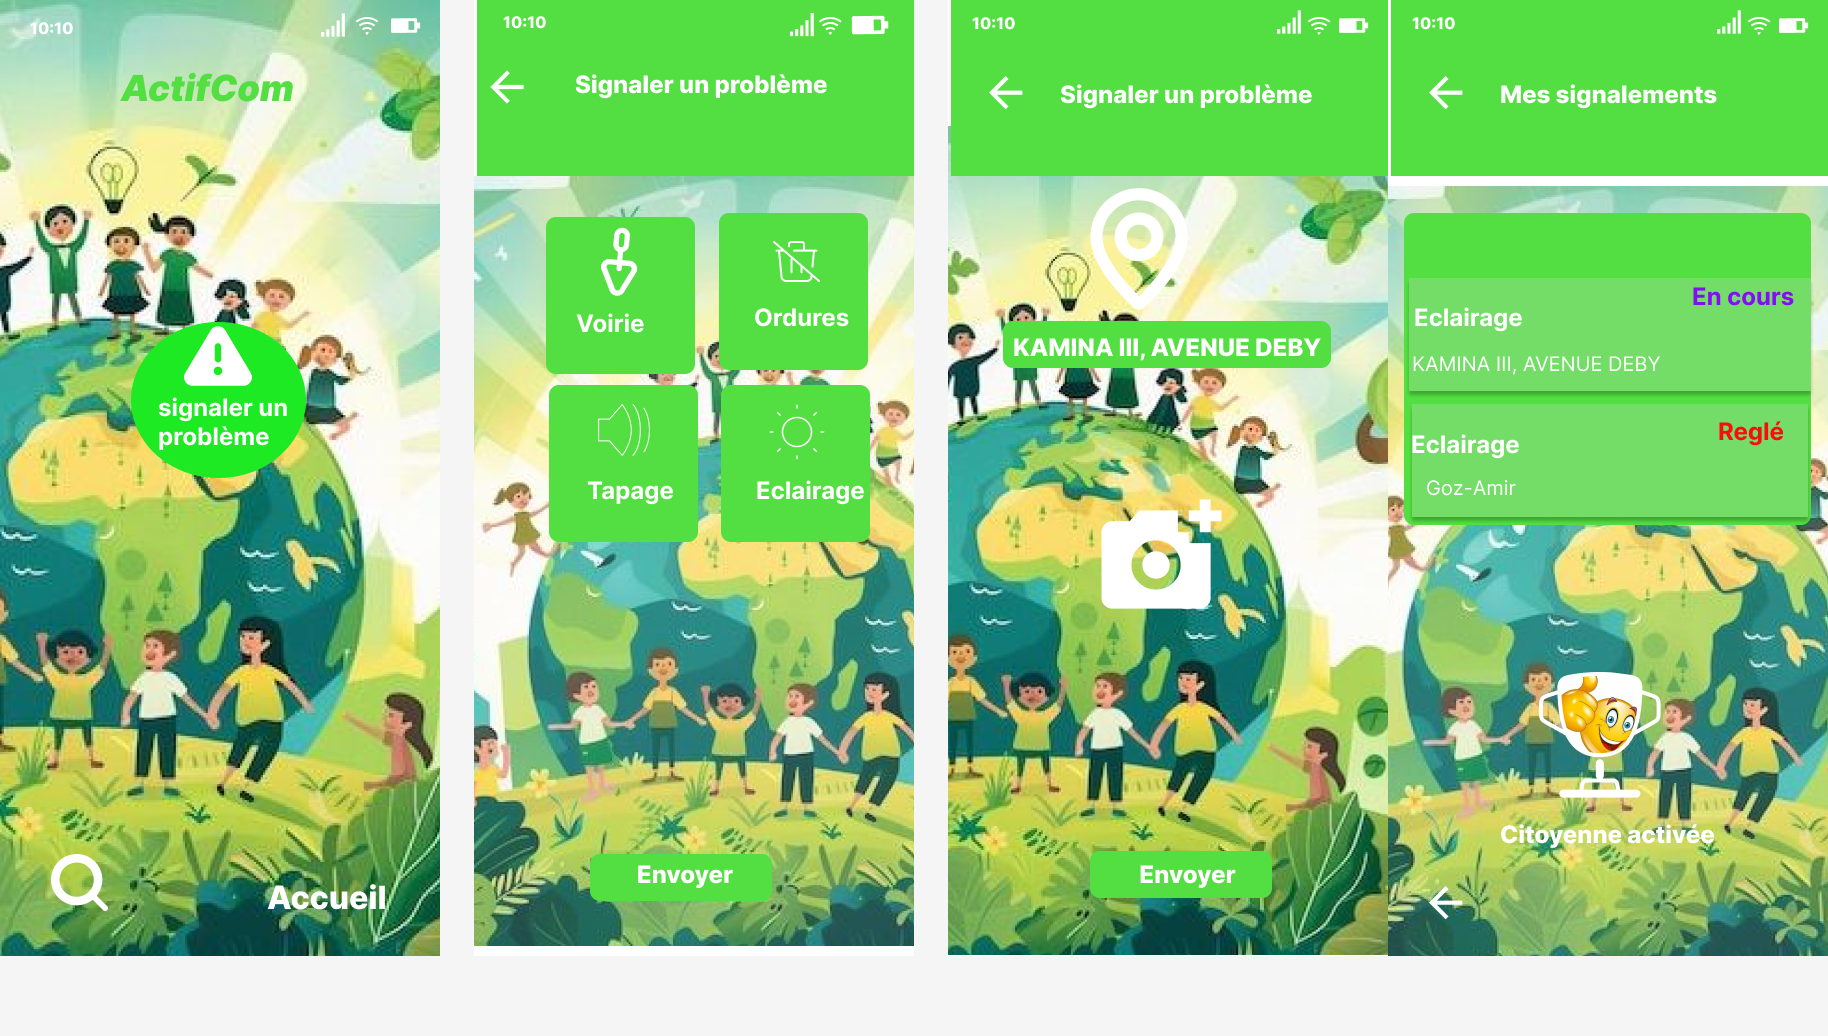 10:10
ActifCom
signaler un
problème
Accueil
10:10
Signaler un problème
Voirie
Ordures
Tapage
Eclairage
Envoyer
10:10
Signaler un problème
KAMINA III, AVENUE DEBY
Envoyer
10:10
Mes signalements
En cours
Eclairage
KAMINA III, AVENUE DEBY
Reglé
Eclairage
Goz-Amir
Citoyenne activée